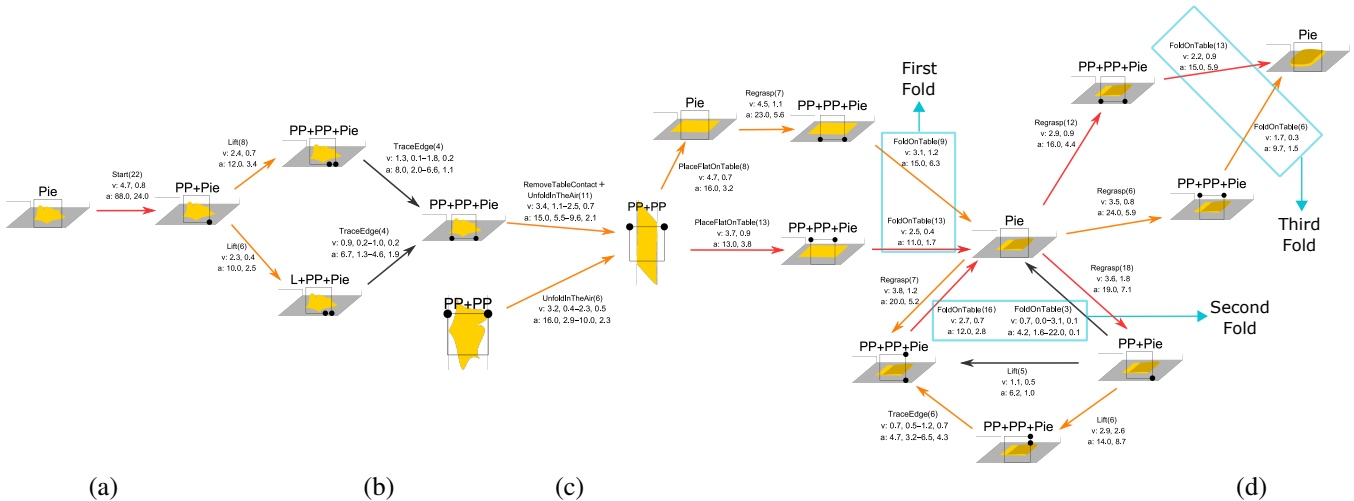 Pie
Start(22)
v: 4.7, 0.8
a: 88.0, 24.0
PP+Pie
Lift(8)
v: 2.4, 0.7
a: 12.0, 3.4
Lift(6)
v: 2.3, 0.4
a: 10.0, 2.5
PP+PP+Pie
L+PP+Pie
TraceEdge(4)
v: 1.3, 0.1–1.8, 0.2
a: 8.0, 2.0–6.6, 1.1
TraceEdge(4)
v: 0.9, 0.2–1.0, 0.2
a: 6.7, 1.3–4.6, 1.9
PP+PP+Pie
RemoveTableContact +
UnfoldInTheAir(11)
v: 3.4, 1.1–2.5, 0.7
a: 15.0, 5.5–9.6, 2.1
PP+PP
UnfoldInTheAir(6)
v: 3.2, 0.4–2.3, 0.5
a: 16.0, 2.9–10.0, 2.3
PP+PP
PlaceFlatOnTable(8)
v: 4.7, 0.7
a: 16.0, 3.2
Pie
Regrasp(7)
v: 4.5, 1.1
a: 23.0, 5.6
PP+PP+Pie
PlaceFlatOnTable(13)
v: 3.7, 0.9
a: 13.0, 3.8
PP+PP+Pie
First
Fold
FoldOnTable(9)
v: 3.1, 1.2
a: 15.0, 6.3
FoldOnTable(13)
v: 2.5, 0.4
a: 11.0, 1.7
Pie
Regrasp(12)
v: 2.9, 0.9
a: 16.0, 4.4
PP+PP+Pie
FoldOnTable(13)
v: 2.2, 0.9
a: 15.0, 5.9
Pie
Regrasp(6)
v: 3.5, 0.8
a: 24.0, 5.9
PP+PP+Pie
FoldOnTable(6)
v: 1.7, 0.3
a: 9.7, 1.5
Third
Fold
Regrasp(7)
v: 3.8, 1.2
a: 20.0, 5.2
Regrasp(18)
v: 3.6, 1.8
a: 19.0, 7.1
FoldOnTable(16)
v: 2.7, 0.7
a: 12.0, 2.8
FoldOnTable(3)
v: 0.7, 0.0–3.1, 0.1
a: 4.2, 1.6–22.0, 0.1
Second
Fold
PP+PP+Pie
PP+Pie
Lift(5)
v: 1.1, 0.5
a: 6.2, 1.0
TraceEdge(6)
v: 0.7, 0.5–1.2, 0.7
a: 4.7, 3.2–6.5, 4.3
PP+PP+Pie
Lift(6)
v: 2.9, 2.6
a: 14.0, 8.7
(a)
(b)
(c)
(d)